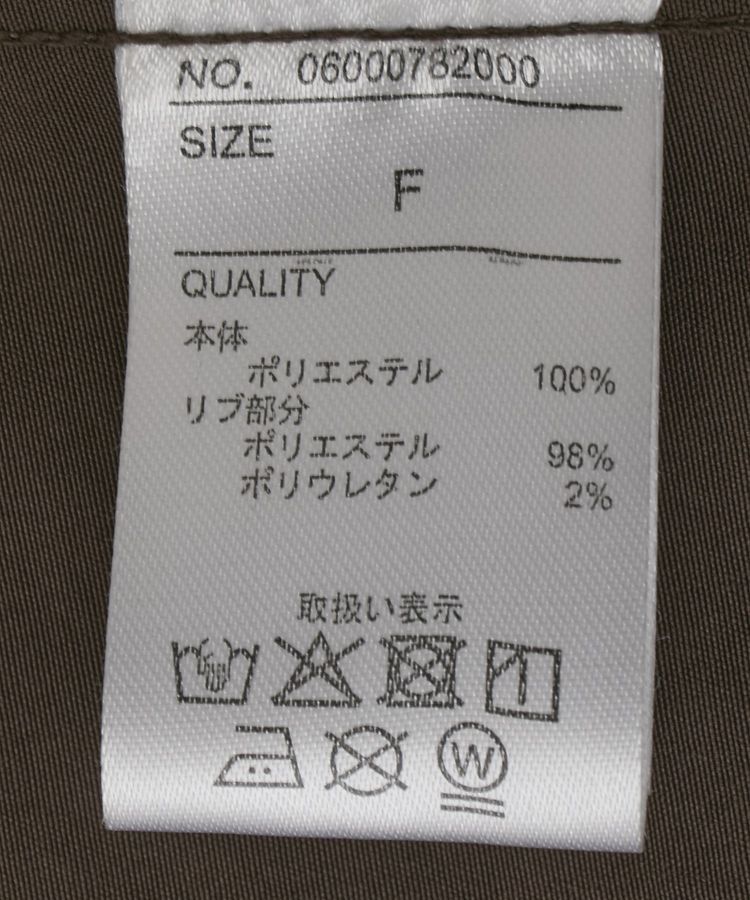 NO. 06000782000
SIZE
F
QUALITY
本体
ポリエステル 100%
リブ部分
ポリエステル 98%
ポリウレタン 2%
取扱い表示
W